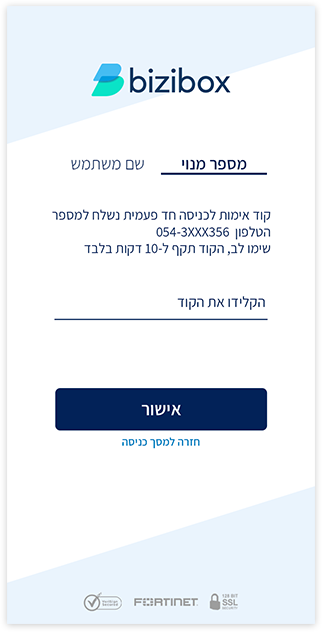 bizibox
מספר מנוי
שם משתמש
קוד אימות לכניסה חד פעמית נשלח למספר
הטלפון 054-3XXX356
שימו לב, הקוד תקף ל-10 דקות בלבד
הקלידו את הקוד
אישור
חזרה למסך כניסה
FORTINET
128 BIT
SSL
SECURITY